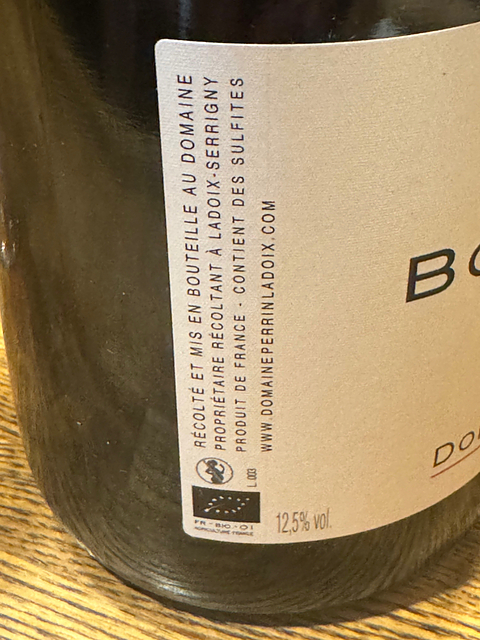 RÉCOLTÉ ET MIS EN BOUTEILLE AU DOMAINE
PROPRIÉTAIRE RÉCOLTANT À LADOIX-SERRIGNY
PRODUIT DE FRANCE - CONTIENT DES SULFITES
WWW.DOMAINEPERRINLADOIX.COM
L.003
FR-BIO-01
AGRICULTURE FRANCE
12,5% vol.
BO
DO